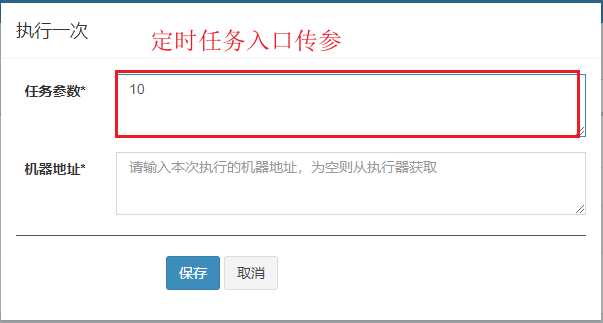 执行一次
定时任务入口传参
任务参数*
10
机器地址*
请输入本次执行的机器地址，为空则从执行器获取
保存
取消